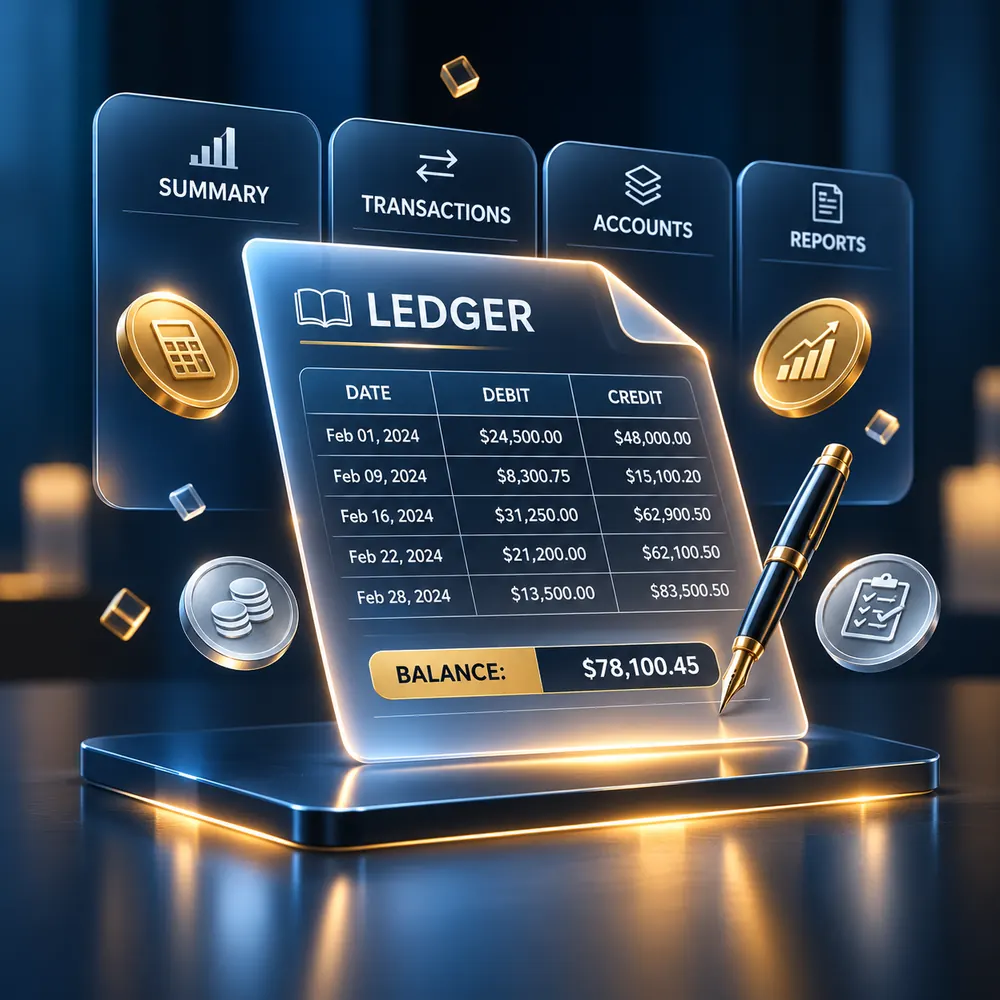 SUMMARY
TRANSACTIONS
ACCOUNTS
REPORTS
LEDGER
DATE DEBIT CREDIT
Feb 01, 2024 $24,500.00 $48,000.00
Feb 09, 2024 $8,300.75 $15,100.20
Feb 16, 2024 $31,250.00 $62,900.50
Feb 22, 2024 $21,200.00 $62,100.50
Feb 28, 2024 $13,500.00 $83,500.50
BALANCE: $78,100.45